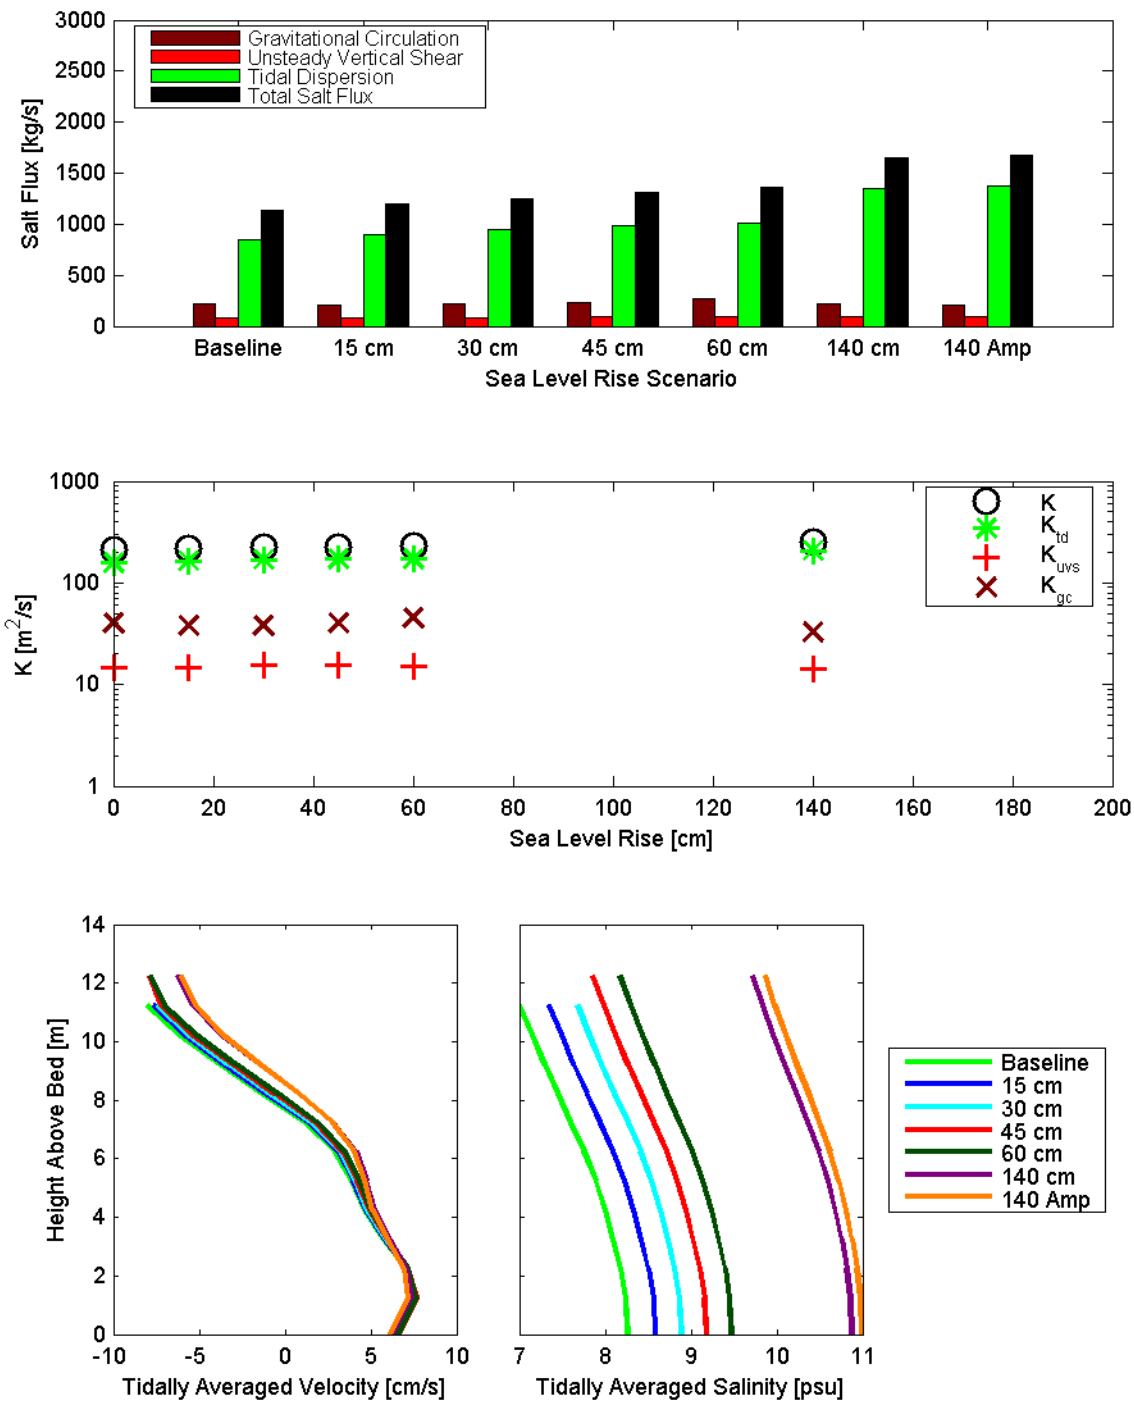 3000
2500
2000
1500
1000
500
0
Salt Flux [kg/s]
Gravitational Circulation
Unsteady Vertical Shear
Tidal Dispersion
Total Salt Flux
Baseline 15 cm 30 cm 45 cm 60 cm 140 cm 140 Amp
Sea Level Rise Scenario
1000
100
10
1
K [m²/s]
K
K_td
K_uvs
K_gc
0 20 40 60 80 100 120 140 160 180 200
Sea Level Rise [cm]
14
12
10
8
6
4
2
0
Height Above Bed [m]
-10 -5 0 5 10
Tidally Averaged Velocity [cm/s]
7 8 9 10 11
Tidally Averaged Salinity [psu]
Baseline
15 cm
30 cm
45 cm
60 cm
140 cm
140 Amp